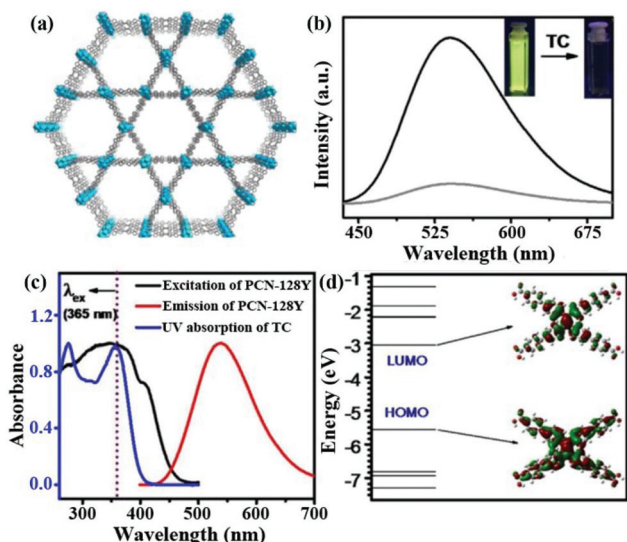 (a)
(b)
TC
Intensity (a.u.)
450 525 600 675
Wavelength (nm)
(c)
λex
(365 nm)
Excitation of PCN-128Y
Emission of PCN-128Y
UV absorption of TC
Absorbance
1.2
0.8
0.4
0.0
300 400 500 600 700
Wavelength (nm)
(d)
Energy (eV)
-1
-2
-3
-4
-5
-6
-7
LUMO
HOMO